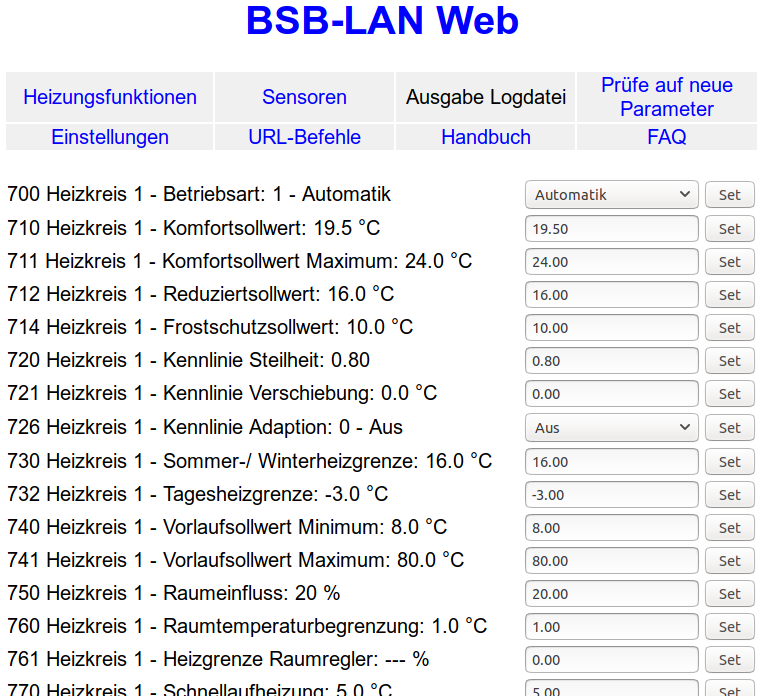 BSB-LAN Web
Heizungsfunktionen Sensoren Ausgabe Logdatei Prüfe auf neue Parameter
Einstellungen URL-Befehle Handbuch FAQ
700 Heizkreis 1 - Betriebsart: 1 - Automatik Automatik Set
710 Heizkreis 1 - Komfortsollwert: 19.5 °C 19.50 Set
711 Heizkreis 1 - Komfortsollwert Maximum: 24.0 °C 24.00 Set
712 Heizkreis 1 - Reduziertsollwert: 16.0 °C 16.00 Set
714 Heizkreis 1 - Frostschutzsollwert: 10.0 °C 10.00 Set
720 Heizkreis 1 - Kennlinie Steilheit: 0.80 0.80 Set
721 Heizkreis 1 - Kennlinie Verschiebung: 0.0 °C 0.00 Set
726 Heizkreis 1 - Kennlinie Adaption: 0 - Aus Aus Set
730 Heizkreis 1 - Sommer-/ Winterheizgrenze: 16.0 °C 16.00 Set
732 Heizkreis 1 - Tagesheizgrenze: -3.0 °C -3.00 Set
740 Heizkreis 1 - Vorlaufsollwert Minimum: 8.0 °C 8.00 Set
741 Heizkreis 1 - Vorlaufsollwert Maximum: 80.0 °C 80.00 Set
750 Heizkreis 1 - Raumeinfluss: 20 % 20.00 Set
760 Heizkreis 1 - Raumtemperaturbegrenzung: 1.0 °C 1.00 Set
761 Heizkreis 1 - Heizgrenze Raumregler: --- % 0.00 Set
770 Heizkreis 1 - Schnellaufheizung: 5.0 °C 5.00 Set